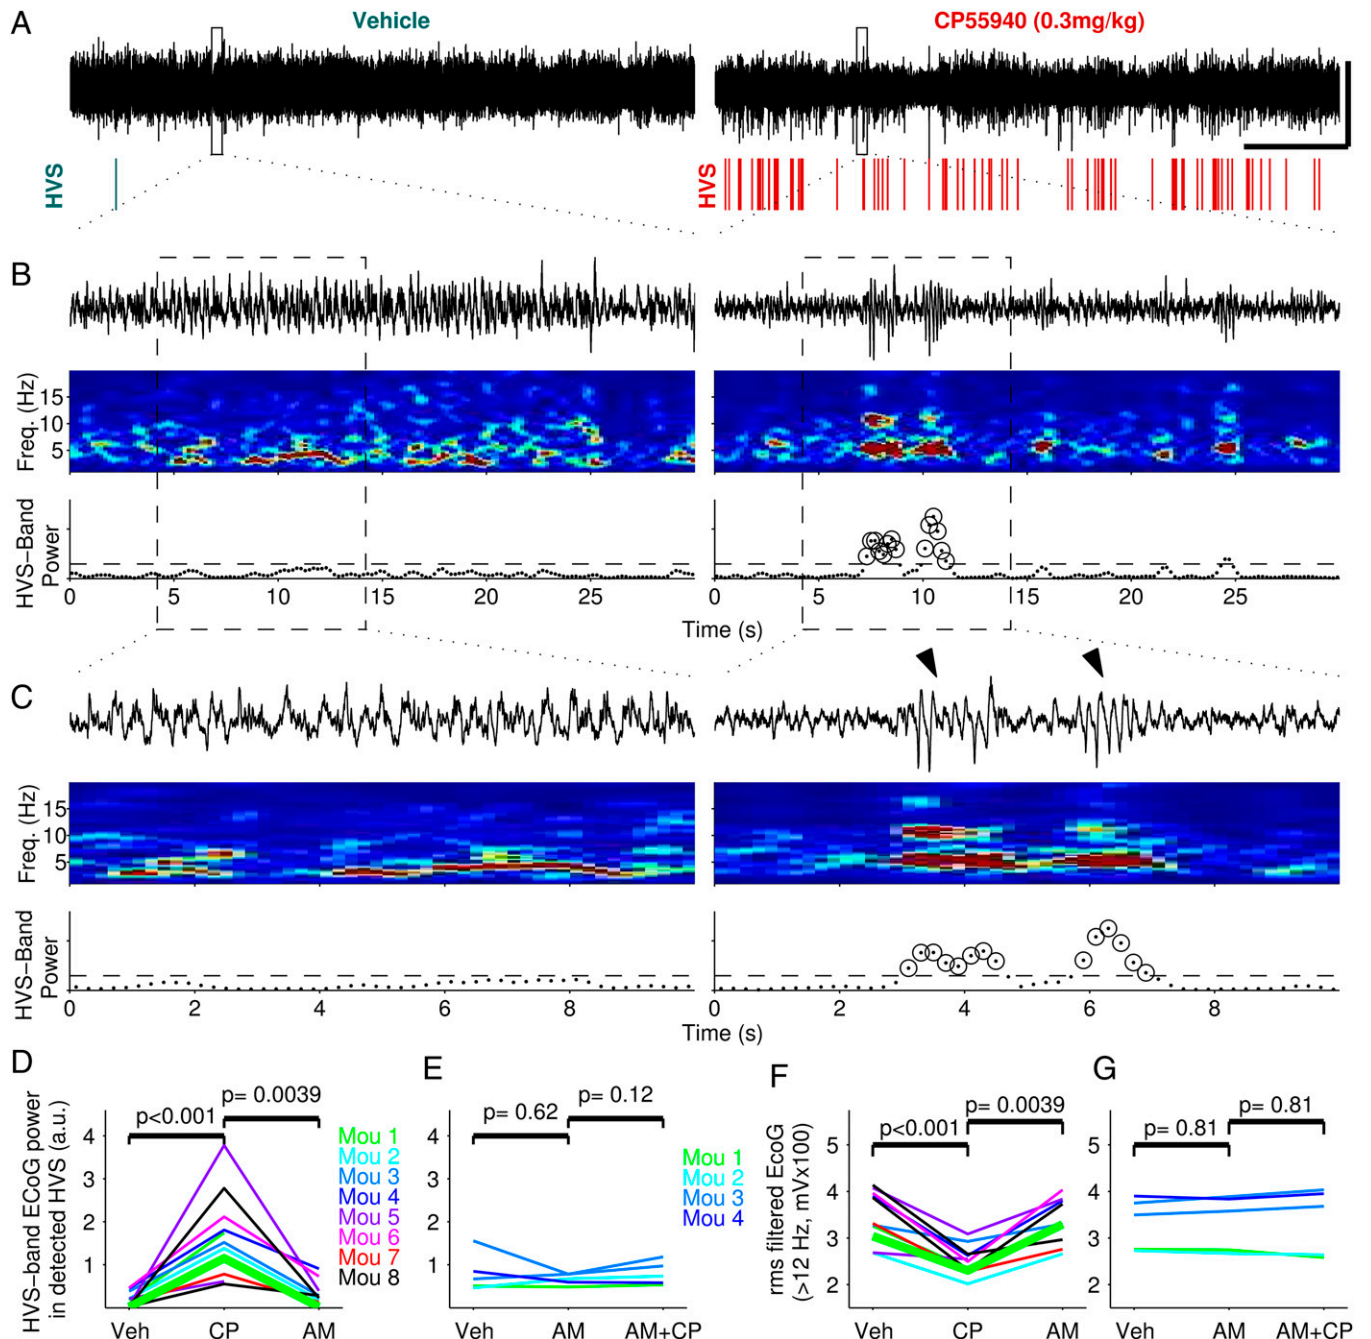 A
Vehicle
CP55940 (0.3mg/kg)
HVS
HVS
B
Freq. (Hz)
15
10
5
HVS-Band
Power
0 5 10 15 20 25
5 10 15 20 25
Time (s)
C
Freq. (Hz)
15
10
5
HVS-Band
Power
0 2 4 6 8
2 4 6 8
Time (s)
D
HVS-band ECoG power
in detected HVS (a.u.)
p<0.001
p= 0.0039
4
3
2
1
Veh CP AM
Mou 1
Mou 2
Mou 3
Mou 4
Mou 5
Mou 6
Mou 7
Mou 8
E
p= 0.62
p= 0.12
4
3
2
1
Veh AM AM+CP
Mou 1
Mou 2
Mou 3
Mou 4
F
rms filtered EcoG
(>12 Hz, mVx100)
p<0.001
p= 0.0039
5
4
3
2
Veh CP AM
G
p= 0.81
p= 0.81
5
4
3
2
Veh AM AM+CP